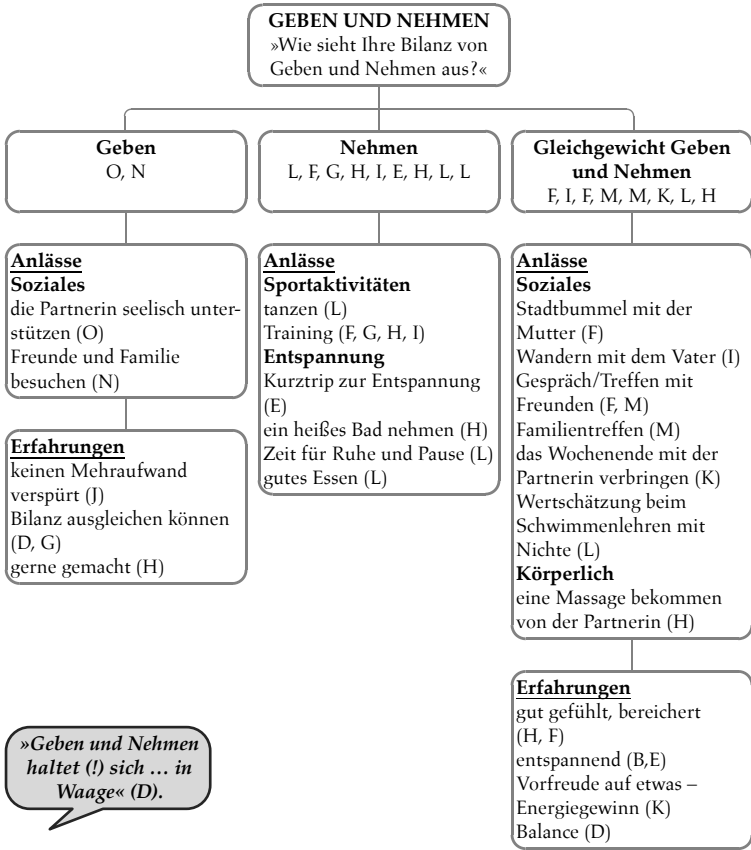 GEBEN UND NEHMEN
»Wie sieht Ihre Bilanz von
Geben und Nehmen aus?«
Geben
O, N
Anlässe
Soziales
die Partnerin seelisch unter-
stützen (O)
Freunde und Familie
besuchen (N)
Erfahrungen
keinen Mehraufwand
verspürt (J)
Bilanz ausgleichen können
(D, G)
gerne gemacht (H)
Nehmen
L, F, G, H, I, E, H, L, L
Anlässe
Sportaktivitäten
tanzen (L)
Training (F, G, H, I)
Entspannung
Kurztrip zur Entspannung
(E)
ein heißes Bad nehmen (H)
Zeit für Ruhe und Pause (L)
gutes Essen (L)
Gleichgewicht Geben
und Nehmen
F, I, F, M, M, K, L, H
Anlässe
Soziales
Stadtbummel mit der
Mutter (F)
Wandern mit dem Vater (I)
Gespräch/Treffen mit
Freunden (F, M)
Familientreffen (M)
das Wochenende mit der
Partnerin verbringen (K)
Wertschätzung beim
Schwimmenlehren mit
Nichte (L)
Körperlich
eine Massage bekommen
von der Partnerin (H)
Erfahrungen
gut gefühlt, bereichert
(H, F)
entspannend (B,E)
Vorfreude auf etwas –
Energiegewinn (K)
Balance (D)
»Geben und Nehmen
haltet (!) sich … in
Waage« (D).